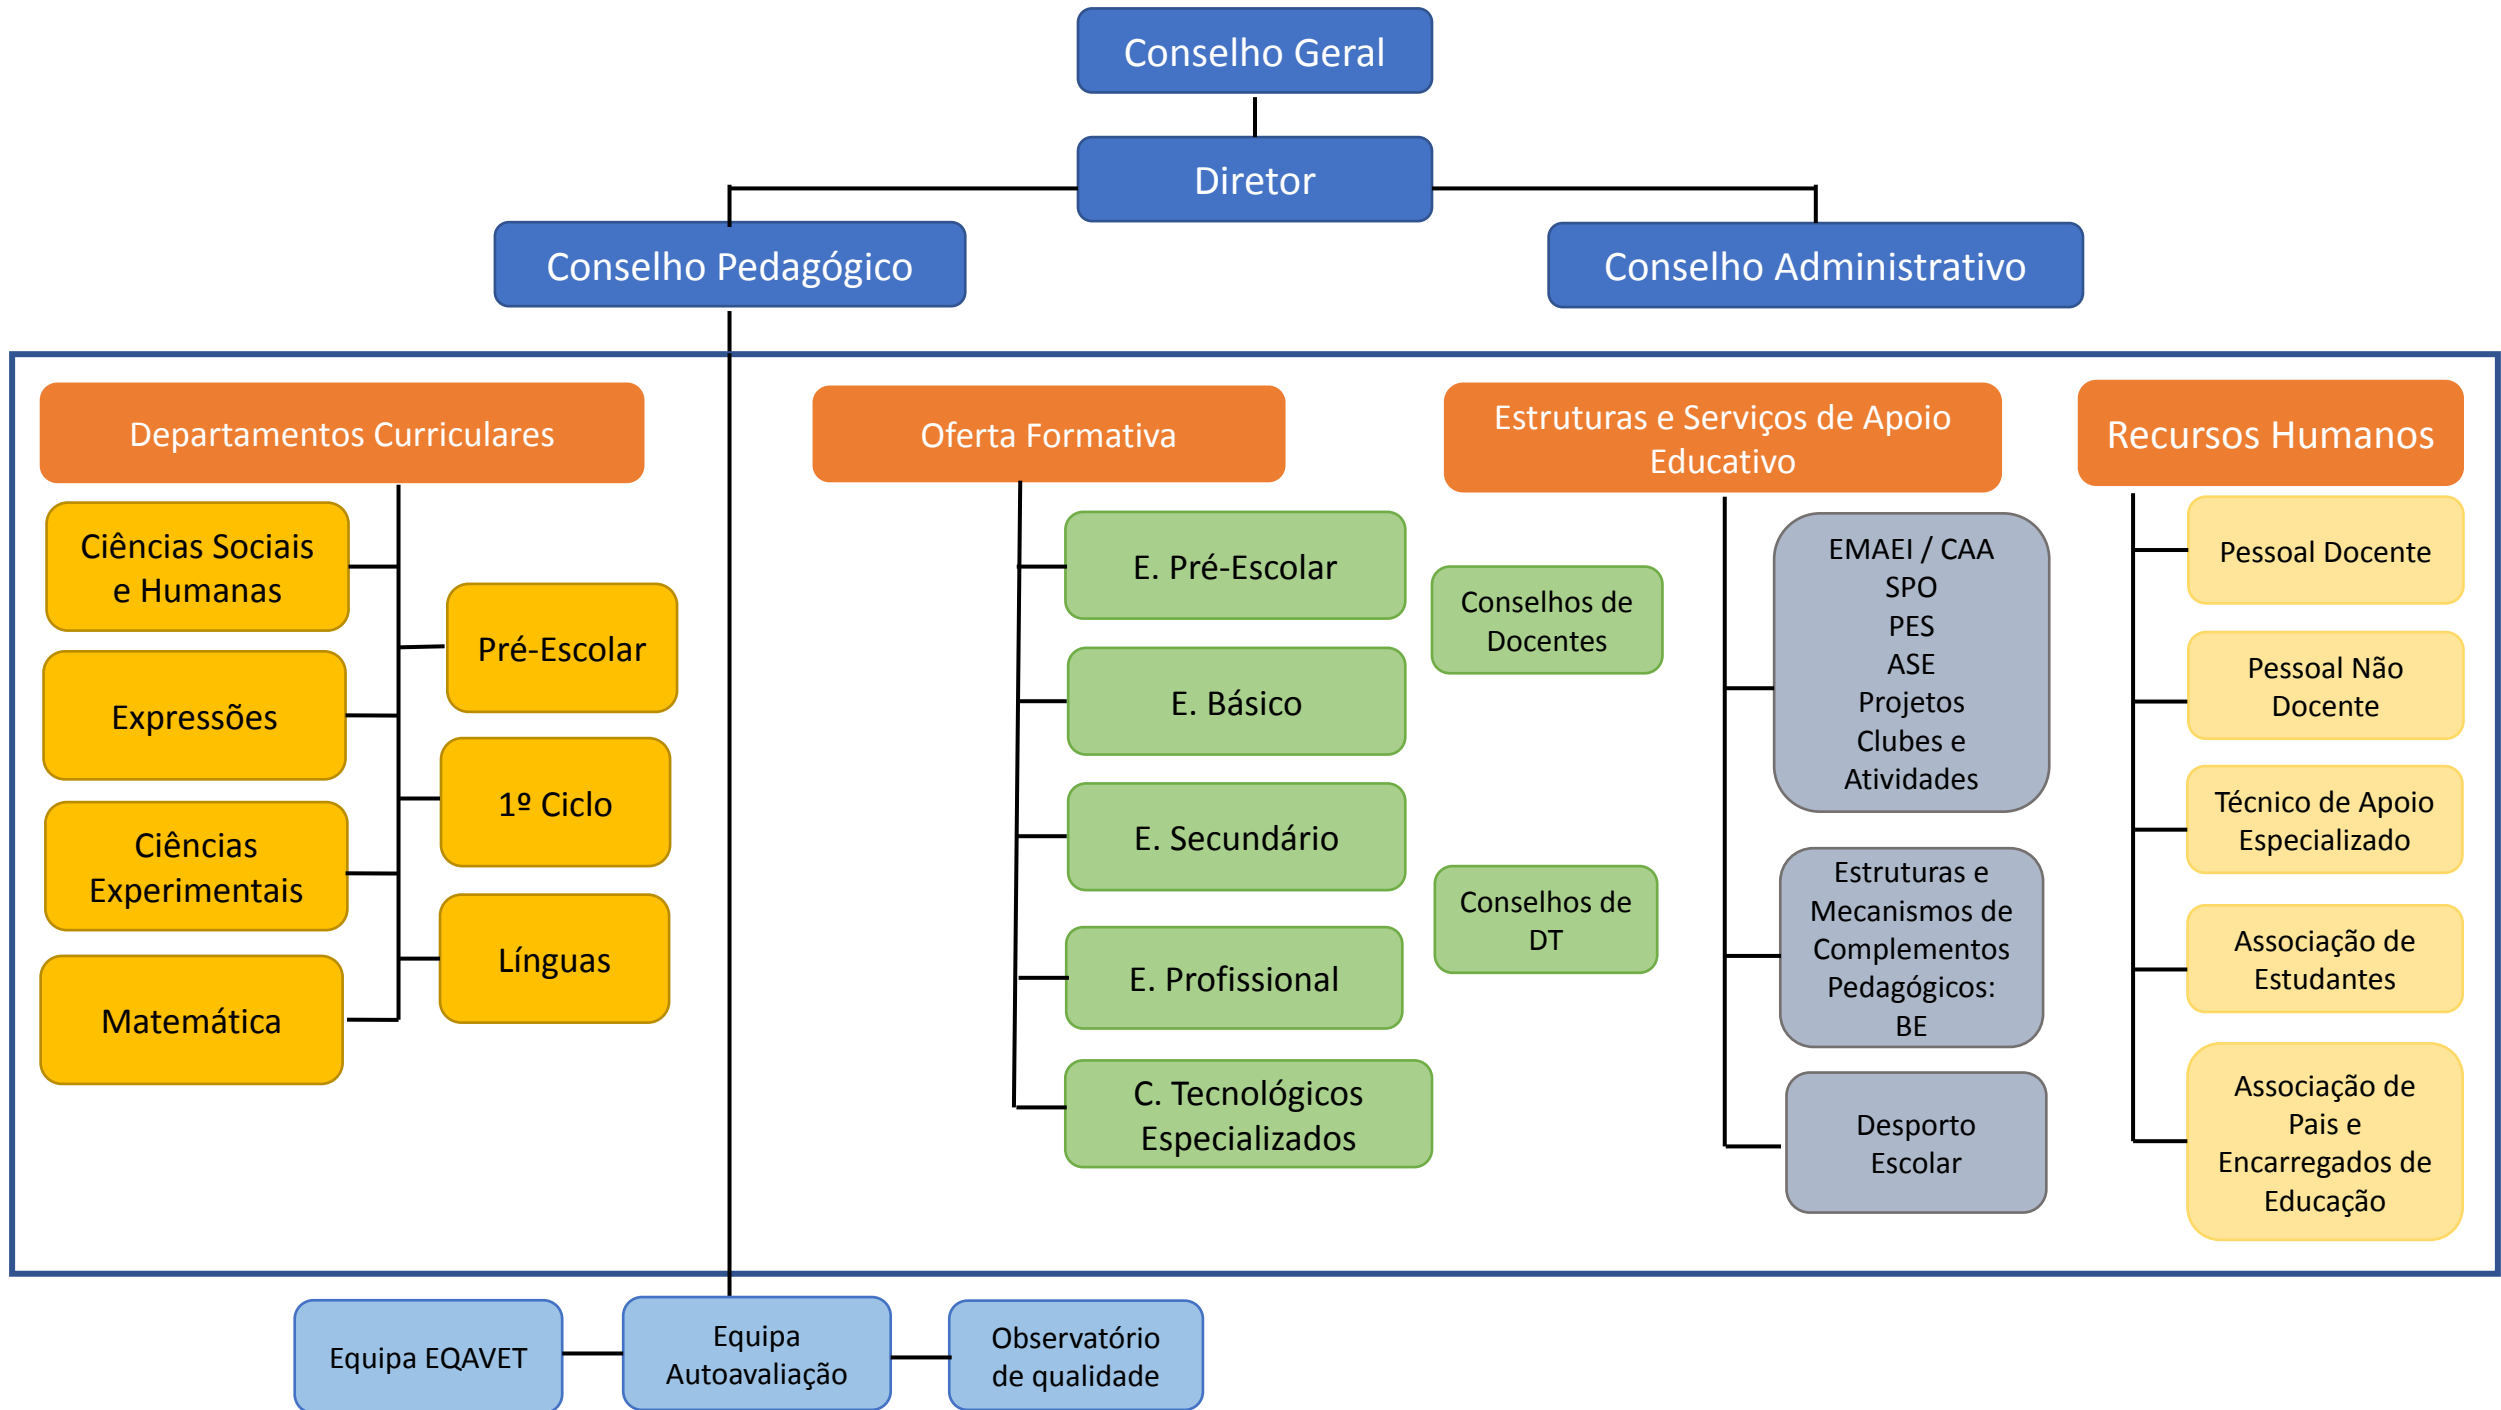 Conselho Geral
Diretor
Conselho Pedagógico
Conselho Administrativo
Departamentos Curriculares
Ciências Sociais
e Humanas
Expressões
Ciências
Experimentais
Matemática
Pré-Escolar
1º Ciclo
Línguas
Oferta Formativa
E. Pré-Escolar
E. Básico
E. Secundário
E. Profissional
C. Tecnológicos
Especializados
Conselhos de
Docentes
Conselhos de
DT
Estruturas e Serviços de Apoio
Educativo
EMAEI / CAA
SPO
PES
ASE
Projetos
Clubes e
Atividades
Estruturas e
Mecanismos de
Complementos
Pedagógicos:
BE
Desporto
Escolar
Recursos Humanos
Pessoal Docente
Pessoal Não
Docente
Técnico de Apoio
Especializado
Associação de
Estudantes
Associação de
Pais e
Encarregados de
Educação
Equipa EQAVET
Equipa
Autoavaliação
Observatório
de qualidade